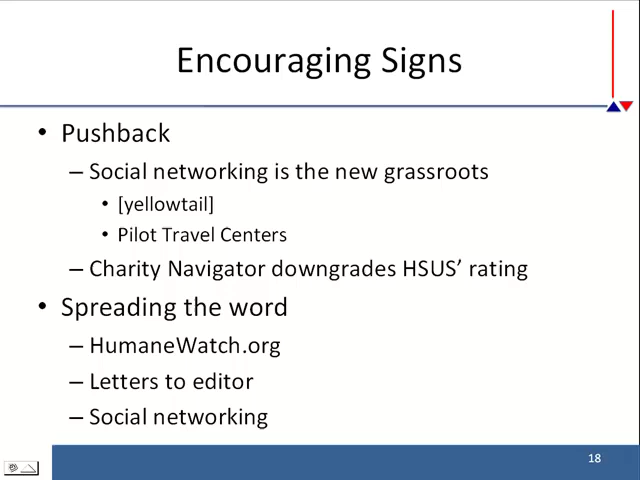 Encouraging Signs
• Pushback
– Social networking is the new grassroots
• [yellowtail]
• Pilot Travel Centers
– Charity Navigator downgrades HSUS’ rating
• Spreading the word
– HumaneWatch.org
– Letters to editor
– Social networking
18